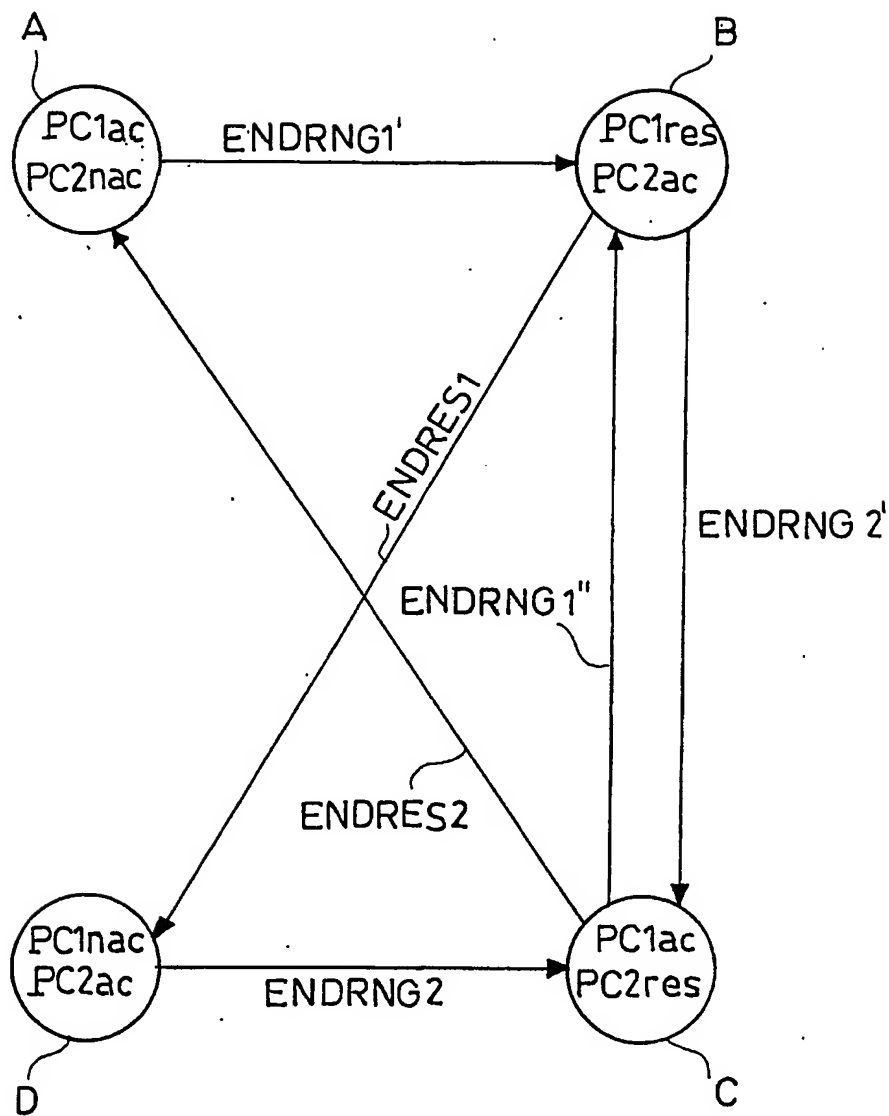 A
B
PC1ac
PC2nac
ENDRNG1'
PC1res
PC2ac
ENDRES1
ENDRNG 2'
ENDRNG1"
ENDRES2
PC1nac
PC2ac
ENDRNG2
PC1ac
PC2res
D
C